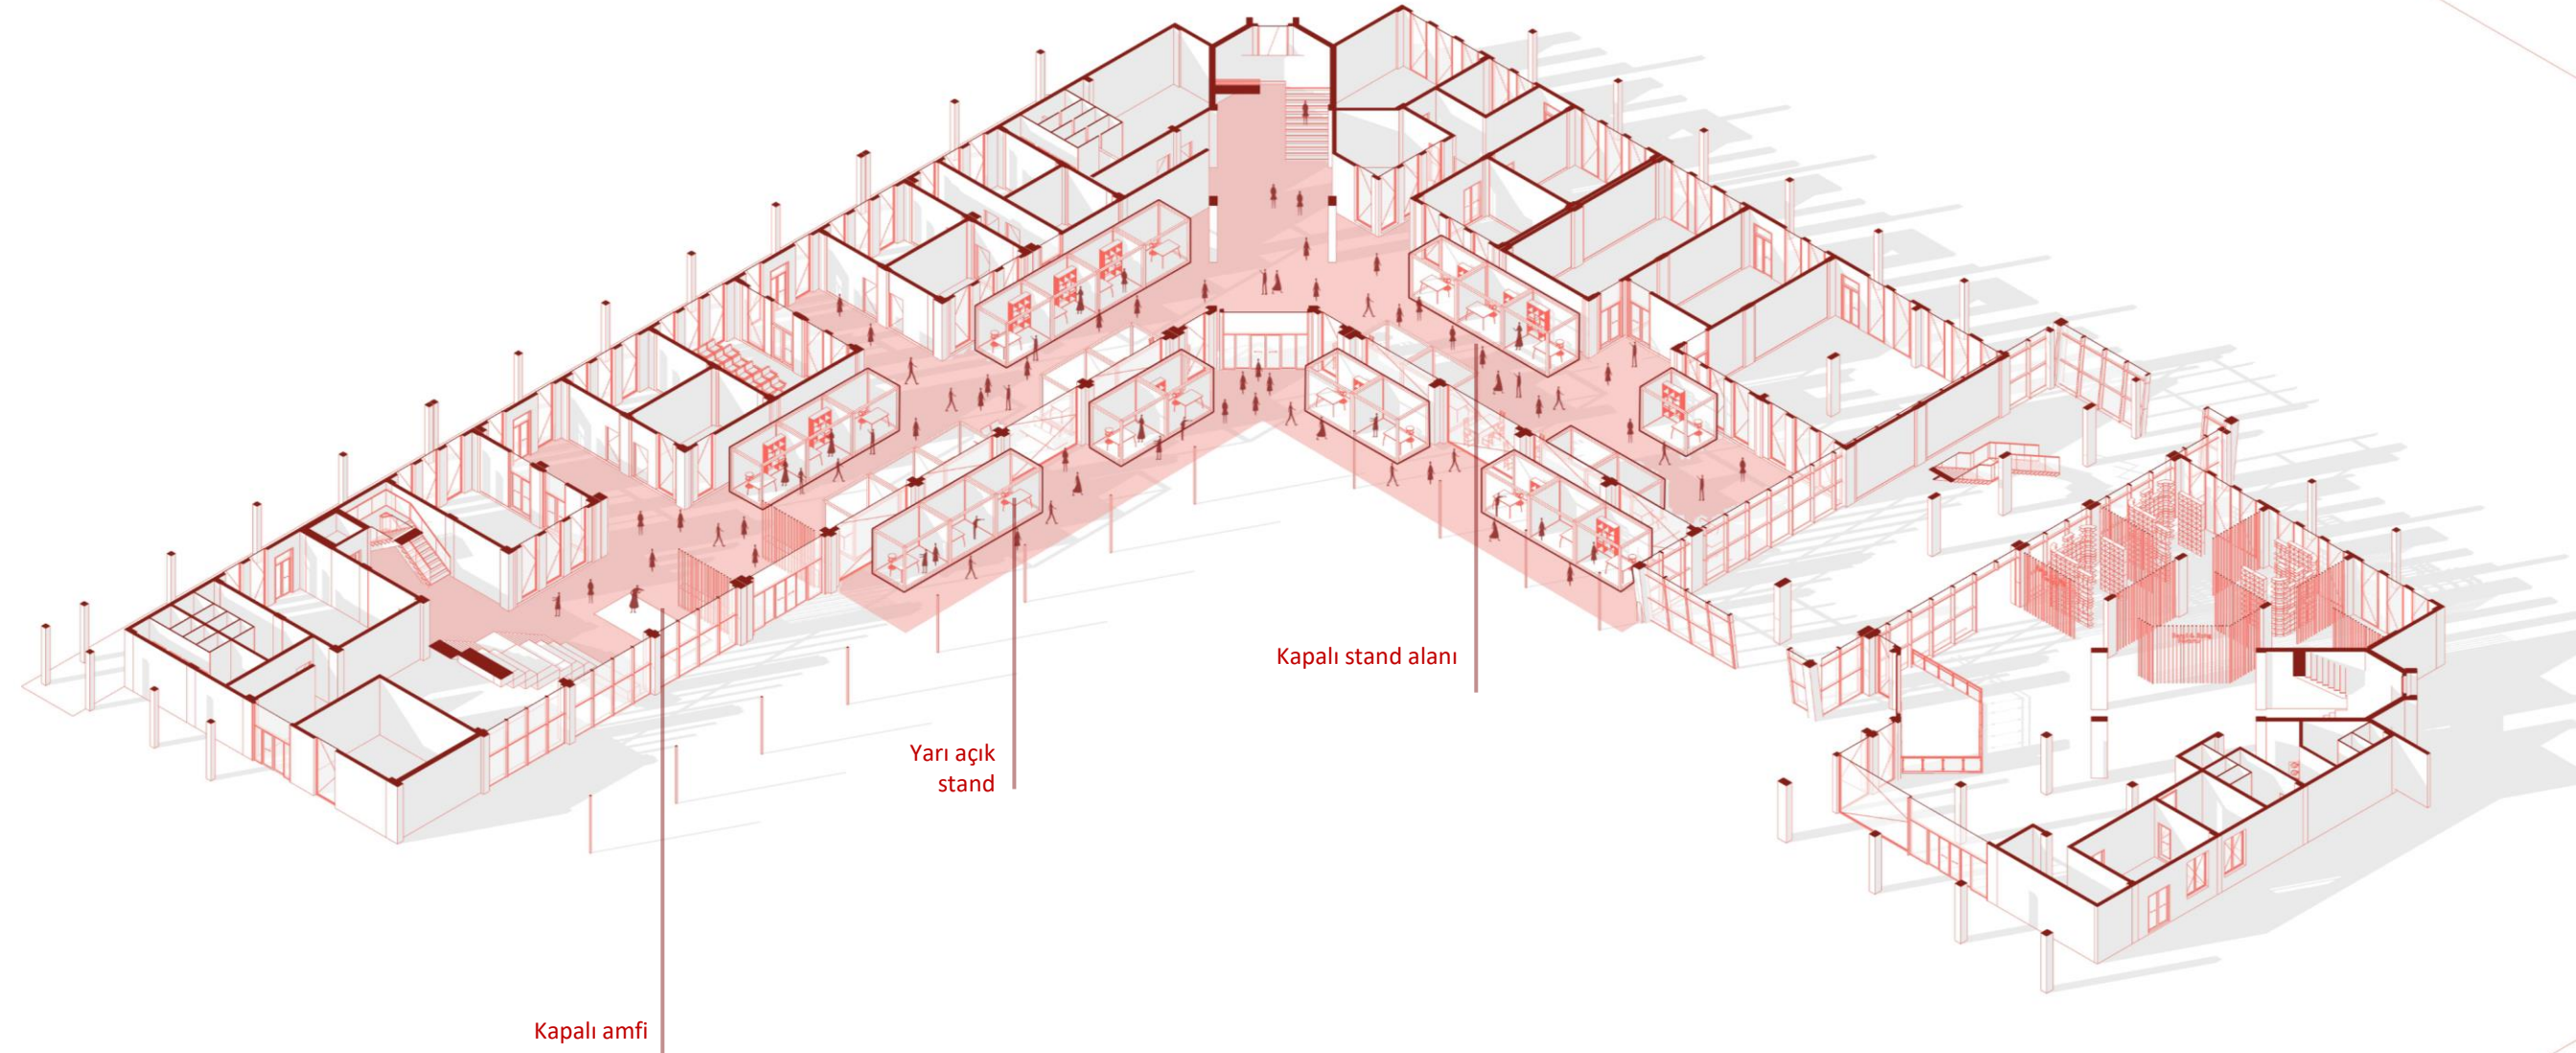 Kapalı stand alanı
Yarı açık
stand
Kapalı amfi